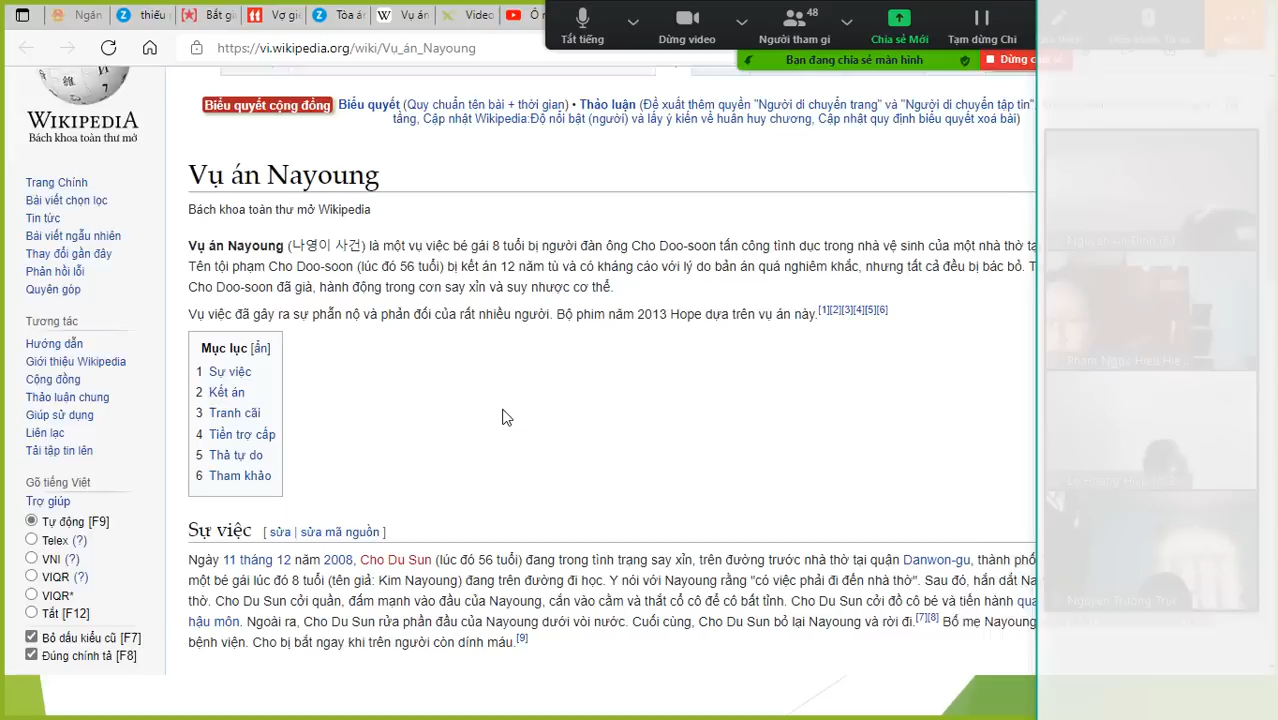 Ngân
thiếu
Bắt gi
Vợ giế
Tòa á
Vụ án
Video
Tắt tiếng
Dừng video
48
Người tham gi
Chia sẻ Mới
Tạm dừng Chi
https://vi.wikipedia.org/wiki/Vụ_án_Nayoung
Bạn đang chia sẻ màn hình
Dừng chia sẻ
WIKIPEDIA
Bách khoa toàn thư mở
Biểu quyết cộng đồng
Biểu quyết (Quy chuẩn tên bài + thời gian) • Thảo luận (Đề xuất thêm quyền "Người di chuyển trang" và "Người di chuyển tập tin"
tầng, Cập nhật Wikipedia:Độ nổi bật (người) và lấy ý kiến về huấn huy chương, Cập nhật quy định biểu quyết xoá bài)
Trang Chính
Bài viết chọn lọc
Tin tức
Bài viết ngẫu nhiên
Thay đổi gần đây
Phản hồi lỗi
Quyên góp
Tương tác
Hướng dẫn
Giới thiệu Wikipedia
Cộng đồng
Thảo luận chung
Giúp sử dụng
Liên lạc
Tải tập tin lên
Gõ tiếng Việt
Trợ giúp
Tự động [F9]
Telex (?)
VNI (?)
VIQR (?)
VIQR*
Tắt [F12]
Bỏ dấu kiểu cũ [F7]
Đúng chính tả [F8]
Vụ án Nayoung
Bách khoa toàn thư mở Wikipedia
Vụ án Nayoung (나영이 사건) là một vụ việc bé gái 8 tuổi bị người đàn ông Cho Doo-soon tấn công tình dục trong nhà vệ sinh của một nhà thờ tạ
Tên tội phạm Cho Doo-soon (lúc đó 56 tuổi) bị kết án 12 năm tù và có kháng cáo với lý do bản án quá nghiêm khắc, nhưng tất cả đều bị bác bỏ. T
Cho Doo-soon đã già, hành động trong cơn say xỉn và suy nhược cơ thể.
Vụ việc đã gây ra sự phẫn nộ và phản đối của rất nhiều người. Bộ phim năm 2013 Hope dựa trên vụ án này.[1][2][3][4][5][6]
Mục lục [ẩn]
1 Sự việc
2 Kết án
3 Tranh cãi
4 Tiền trợ cấp
5 Thả tự do
6 Tham khảo
Sự việc [ sửa | sửa mã nguồn ]
Ngày 11 tháng 12 năm 2008, Cho Du Sun (lúc đó 56 tuổi) đang trong tình trạng say xỉn, trên đường trước nhà thờ tại quận Danwon-gu, thành phố
một bé gái lúc đó 8 tuổi (tên giả: Kim Nayoung) đang trên đường đi học. Y nói với Nayoung rằng "có việc phải đi đến nhà thờ". Sau đó, hắn dắt Na
thờ. Cho Du Sun cởi quần, đấm mạnh vào đầu của Nayoung, cắn vào cằm và thắt cổ cô để cô bất tỉnh. Cho Du Sun cởi đồ cô bé và tiến hành qua
hậu môn. Ngoài ra, Cho Du Sun rửa phần đầu của Nayoung dưới vòi nước. Cuối cùng, Cho Du Sun bỏ lại Nayoung và rời đi.[7][8] Bố mẹ Nayoung
bệnh viện. Cho bị bắt ngay khi trên người còn dính máu.[9]